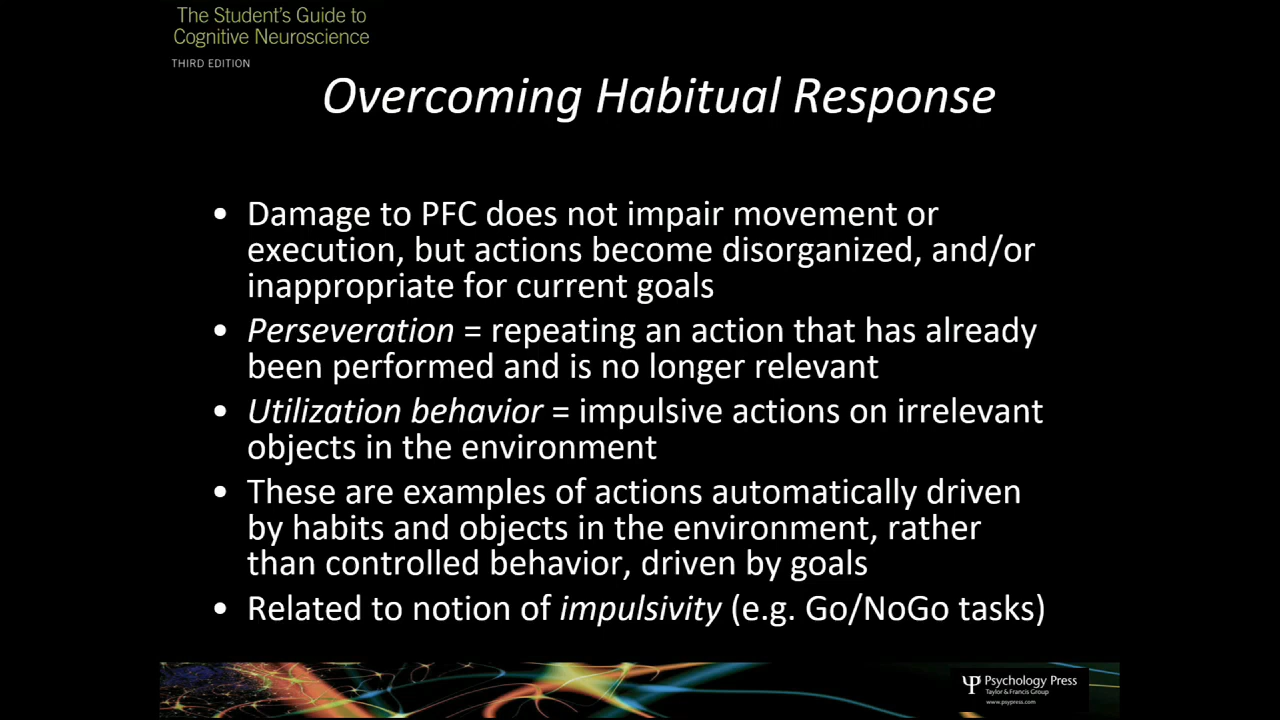 The Student's Guide to
Cognitive Neuroscience
THIRD EDITION
Overcoming Habitual Response
• Damage to PFC does not impair movement or
execution, but actions become disorganized, and/or
inappropriate for current goals
• Perseveration = repeating an action that has already
been performed and is no longer relevant
• Utilization behavior = impulsive actions on irrelevant
objects in the environment
• These are examples of actions automatically driven
by habits and objects in the environment, rather
than controlled behavior, driven by goals
• Related to notion of impulsivity (e.g. Go/NoGo tasks)
Psychology Press
Taylor & Francis Group
www.psypress.com